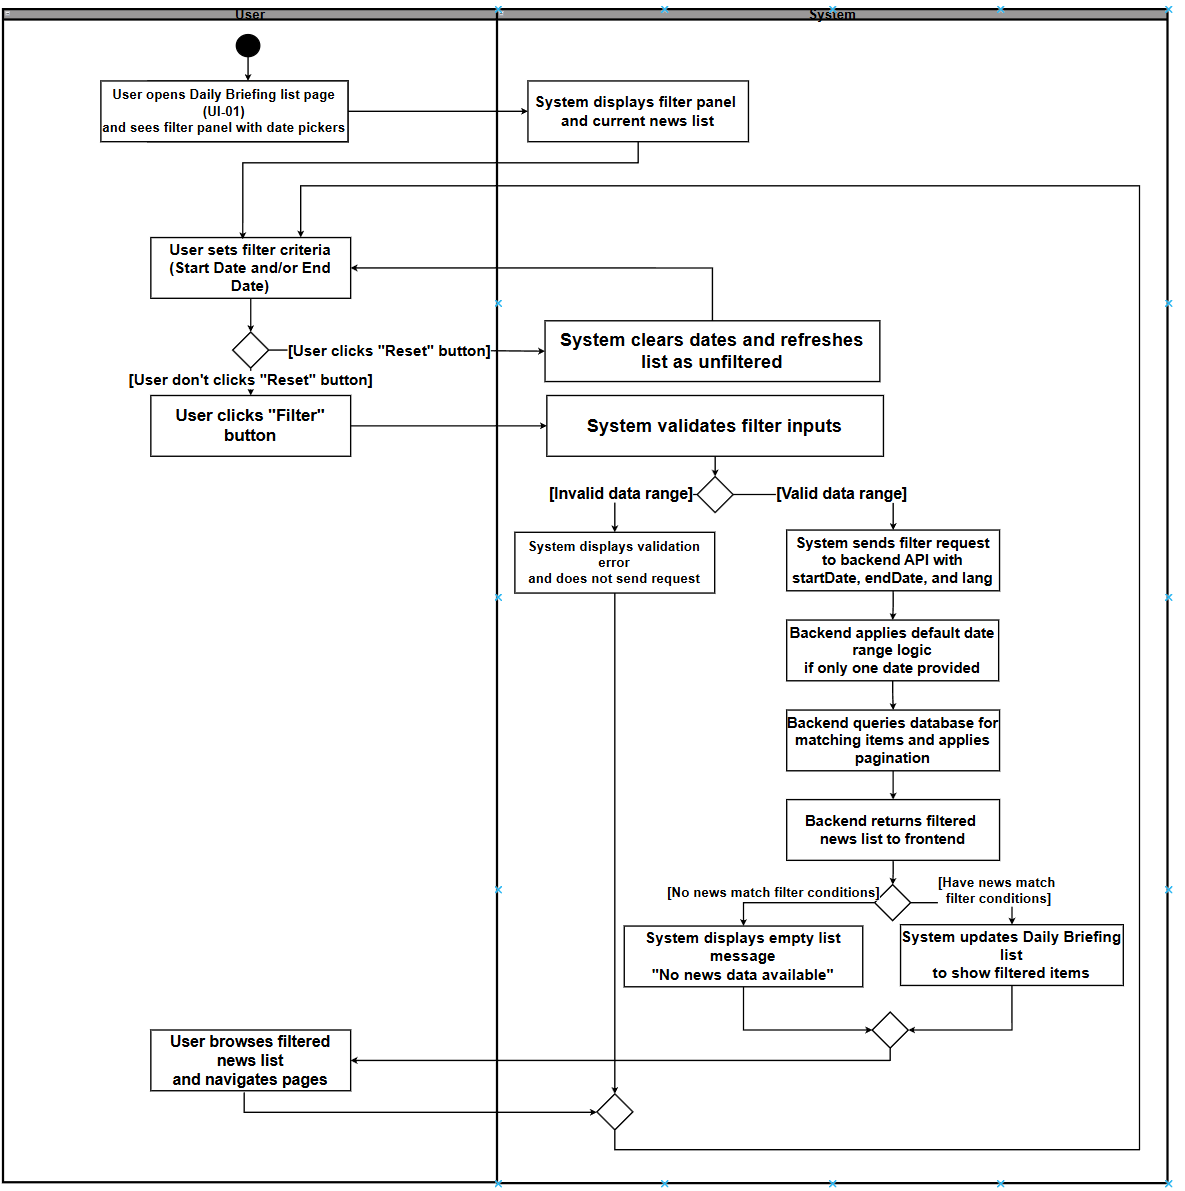 User
System
User opens Daily Briefing list page
(UI-01)
and sees filter panel with date pickers
System displays filter panel
and current news list
User sets filter criteria
(Start Date and/or End
Date)
[User clicks "Reset" button]
System clears dates and refreshes
list as unfiltered
[User don't clicks "Reset" button]
User clicks "Filter"
button
System validates filter inputs
[Invalid data range]
[Valid data range]
System displays validation
error
and does not send request
System sends filter request
to backend API with
startDate, endDate, and lang
Backend applies default date
range logic
if only one date provided
Backend queries database for
matching items and applies
pagination
Backend returns filtered
news list to frontend
[No news match filter conditions]
[Have news match
filter conditions]
System displays empty list
message
"No news data available"
System updates Daily Briefing
list
to show filtered items
User browses filtered
news list
and navigates pages